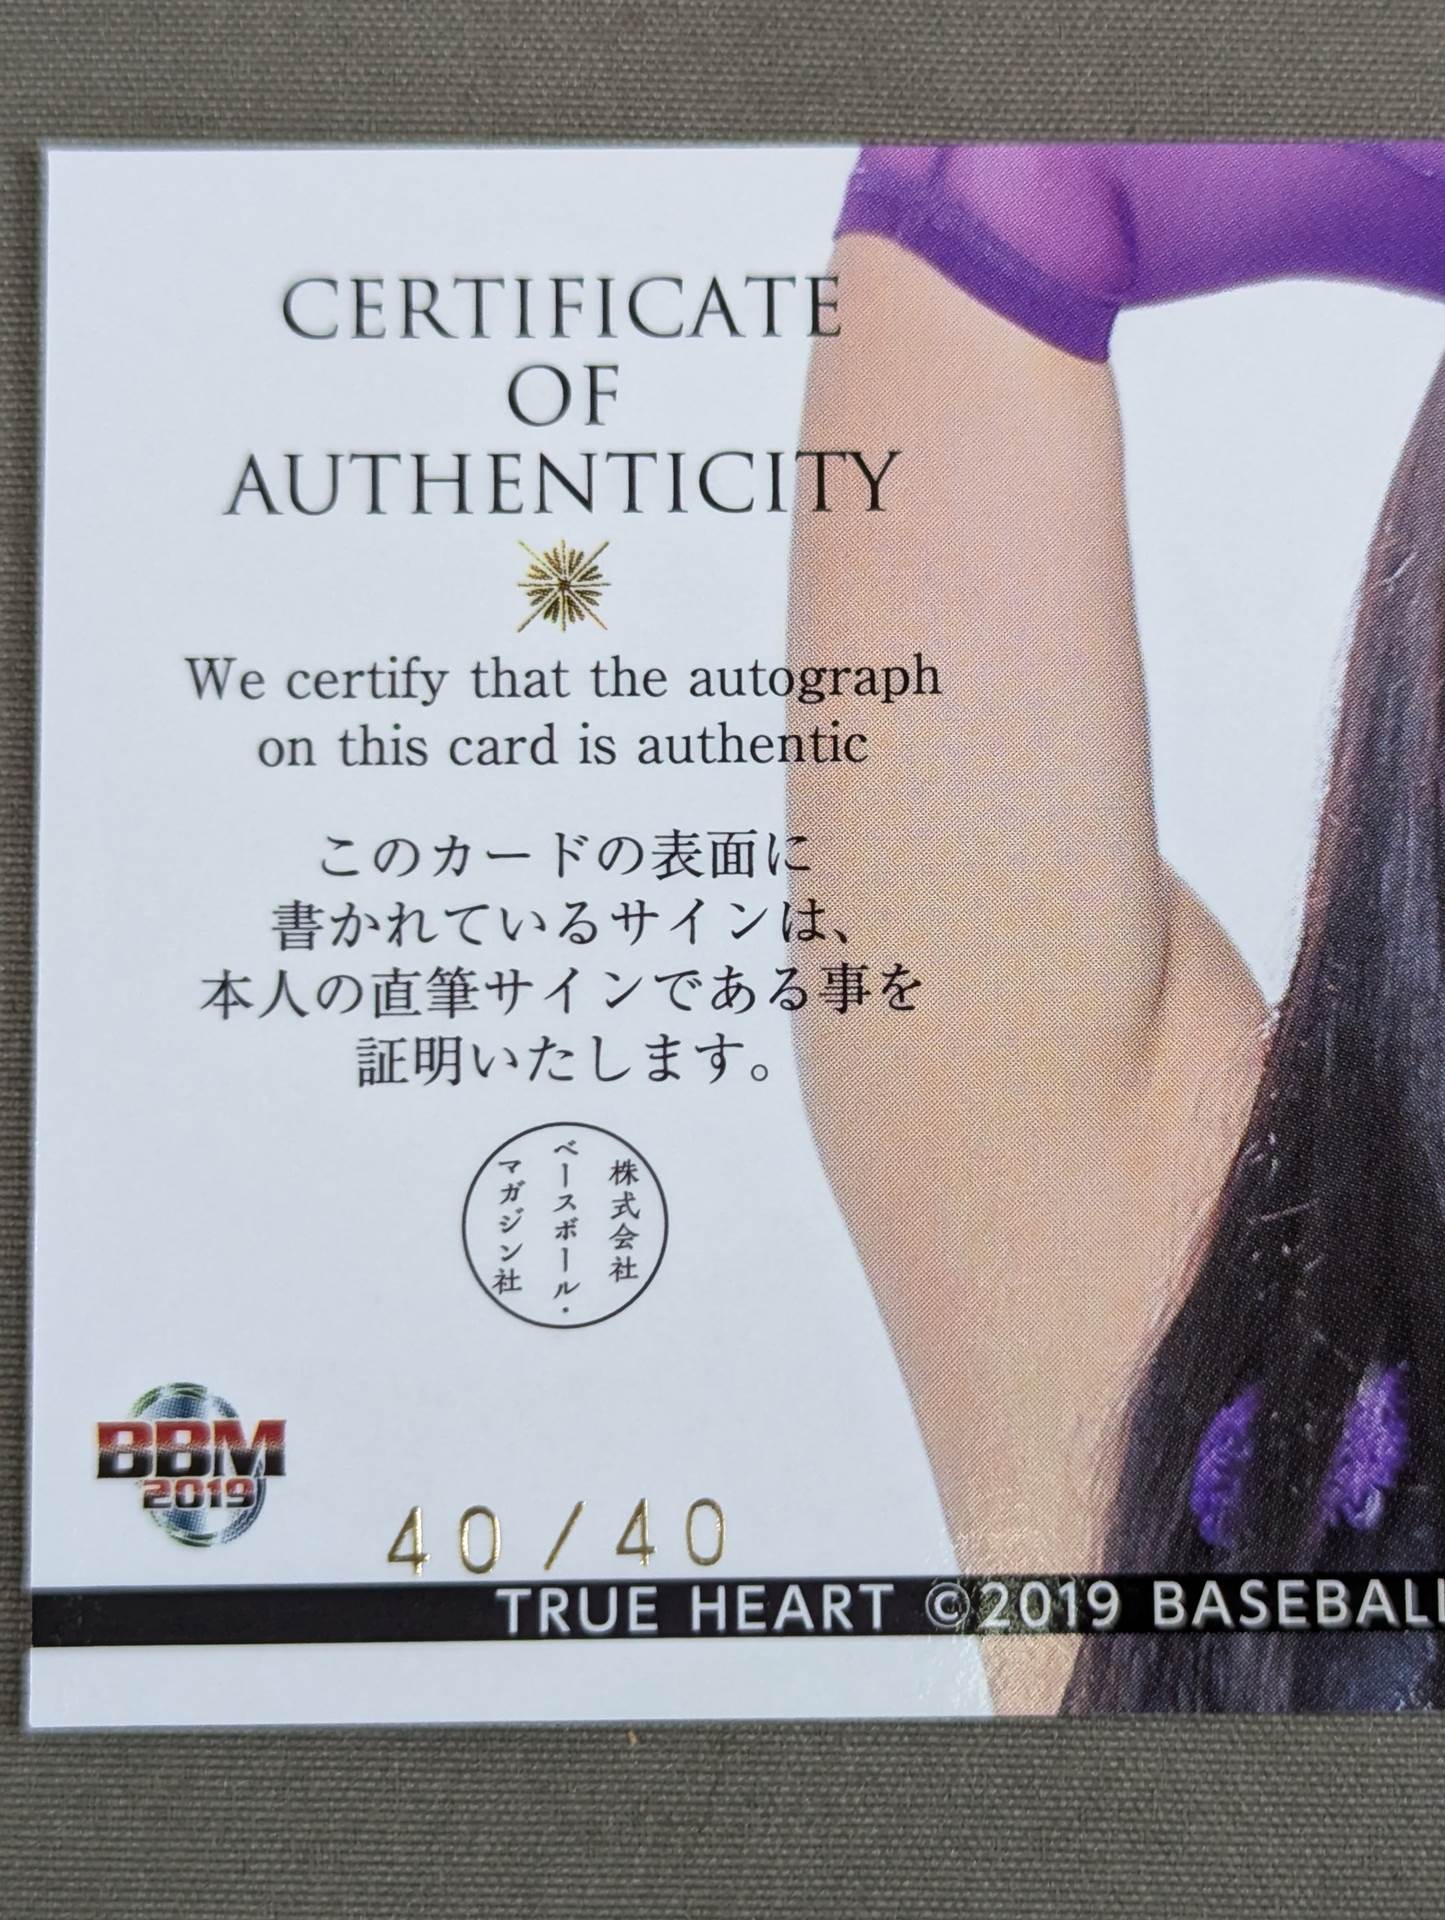 CERTIFICATE
OF
AUTHENTICITY
We certify that the autograph
on this card is authentic
このカードの表面に
書かれているサインは、
本人の直筆サインである事を
証明いたします。
株式会社
ベースボール・
マガジン社
BBM
2019
40/40
TRUE HEART ©2019 BASEBALL